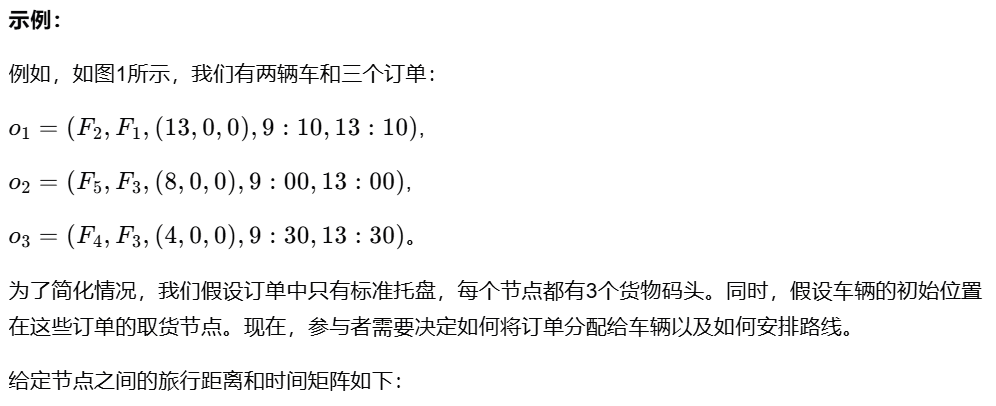 示例：
例如，如图1所示，我们有两辆车和三个订单：
o₁ = (F₂, F₁, (13, 0, 0), 9 : 10, 13 : 10),
o₂ = (F₅, F₃, (8, 0, 0), 9 : 00, 13 : 00),
o₃ = (F₄, F₃, (4, 0, 0), 9 : 30, 13 : 30)。
为了简化情况，我们假设订单中只有标准托盘，每个节点都有3个货物码头。同时，假设车辆的初始位置
在这些订单的取货节点。现在，参与者需要决定如何将订单分配给车辆以及如何安排路线。
给定节点之间的旅行距离和时间矩阵如下：